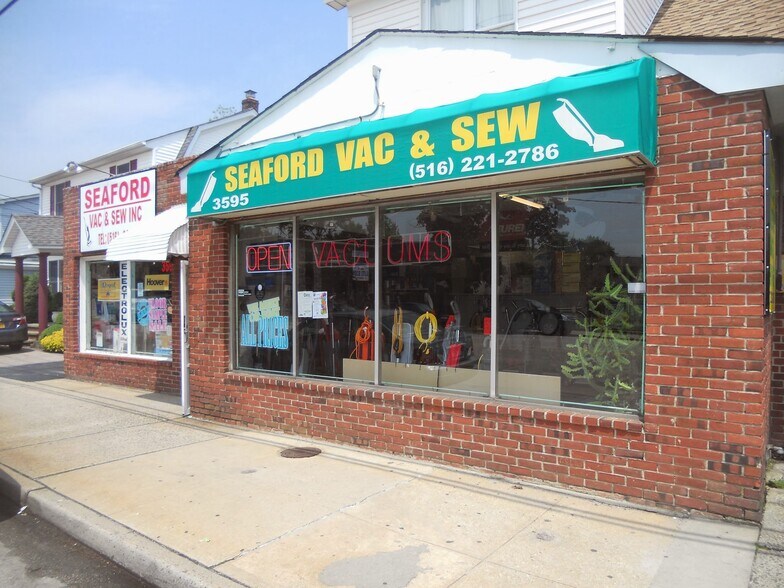 SEAFORD
VAC & SEW INC
SEAFORD VAC & SEW
(516) 221-2786
3595
OPEN
VACUUMS
Hoover
ELECTROLUX